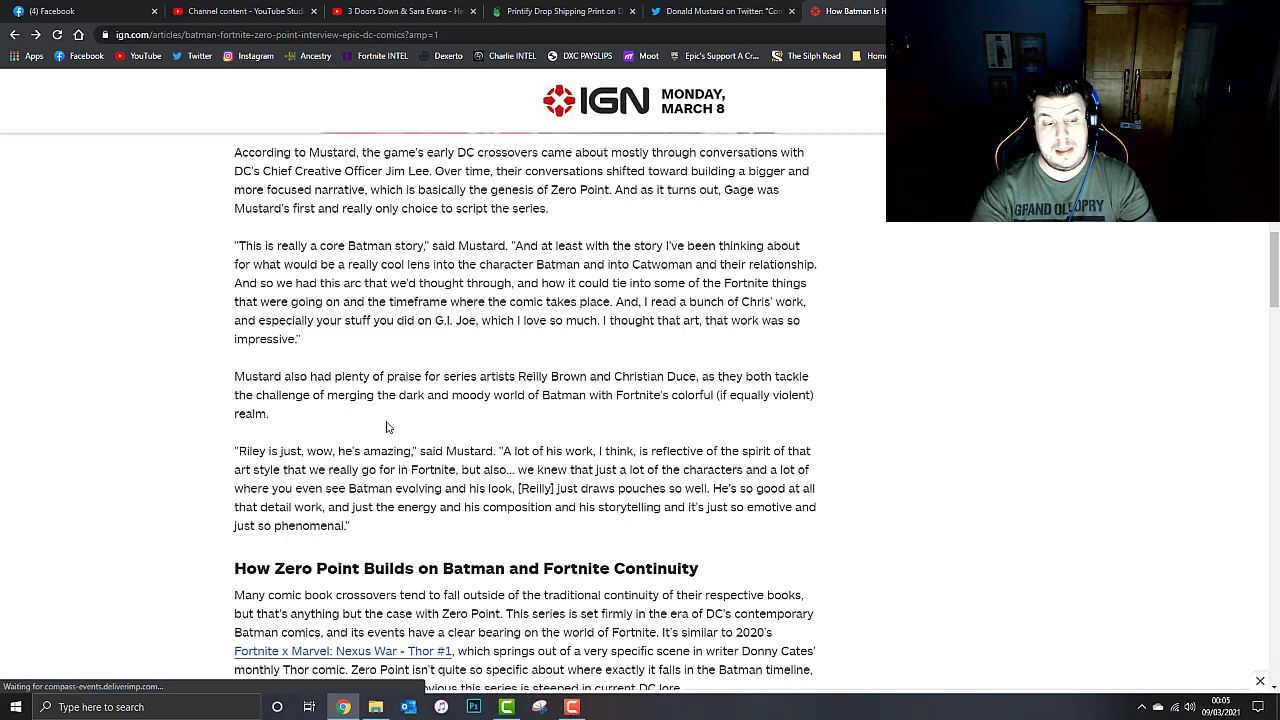 (4) Facebook
Channel content - YouTube Studi
3 Doors Down & Sara Evans - He
Printify Drop Shipping Print on D
Donald Mustard on Twitter: "Co
How Batman Is H
ign.com/articles/batman-fortnite-zero-point-interview-epic-dc-comics?amp=1
Facebook
YouTube
Twitter
Instagram
Ancestry
Fortnite INTEL
Dexerto
Charlie INTEL
DXC PAYSLIPS
Moot
Epic's Support A Cr...
The Silph Road
Home
IGN
MONDAY,
MARCH 8
According to Mustard, the game's early DC crossovers came about mostly through conversations with
DC's Chief Creative Officer Jim Lee. Over time, their conversations shifted toward building a bigger and
more focused narrative, which is basically the genesis of Zero Point. And as it turns out, Gage was
Mustard's first and really only choice to script the series.
"This is really a core Batman story," said Mustard. "And at least with the story I've been thinking about
for what would be a really cool lens into the character Batman and into Catwoman and their relationship.
And so we had this arc that we'd thought through, and how it could tie into some of the Fortnite things
that were going on and the timeframe where the comic takes place. And, I read a bunch of Chris' work,
and especially your stuff you did on G.I. Joe, which I love so much. I thought that art, that work was so
impressive."
Mustard also had plenty of praise for series artists Reilly Brown and Christian Duce, as they both tackle
the challenge of merging the dark and moody world of Batman with Fortnite's colorful (if equally violent)
realm.
"Riley is just, wow, he's amazing," said Mustard. "A lot of his work, I think, is reflective of the spirit of that
art style that we really go for in Fortnite, but also... we knew that just a lot of the characters and a lot of
where you even see Batman evolving and his look, [Reilly] just draws pouches so well. He's so good at all
that detail work, and just the energy and his composition and his storytelling and it's just so emotive and
just so phenomenal."
How Zero Point Builds on Batman and Fortnite Continuity
Many comic book crossovers tend to fall outside of the traditional continuity of their respective books,
but that's anything but the case with Zero Point. This series is set firmly in the era of DC's contemporary
Batman comics, and its events have a clear bearing on the world of Fortnite. It's similar to 2020's
Fortnite x Marvel: Nexus War - Thor #1, which springs out of a very specific scene in writer Donny Cates'
monthly Thor comic. Zero Point isn't quite so specific about where exactly it falls in the Batman timeline,
obvious this series is steeped in current DC lore.
Waiting for compass-events.deliverimp.com...
GRAND OLE OPRY
Type here to search
00:05
09/03/2021